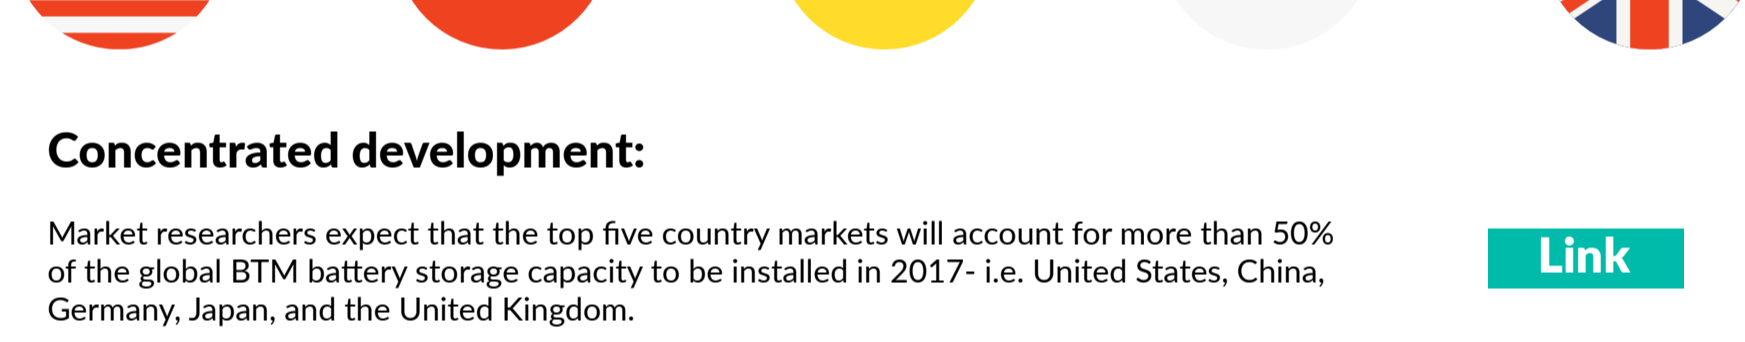 Concentrated development:
Market researchers expect that the top five country markets will account for more than 50%
of the global BTM battery storage capacity to be installed in 2017- i.e. United States, China,
Germany, Japan, and the United Kingdom.
Link